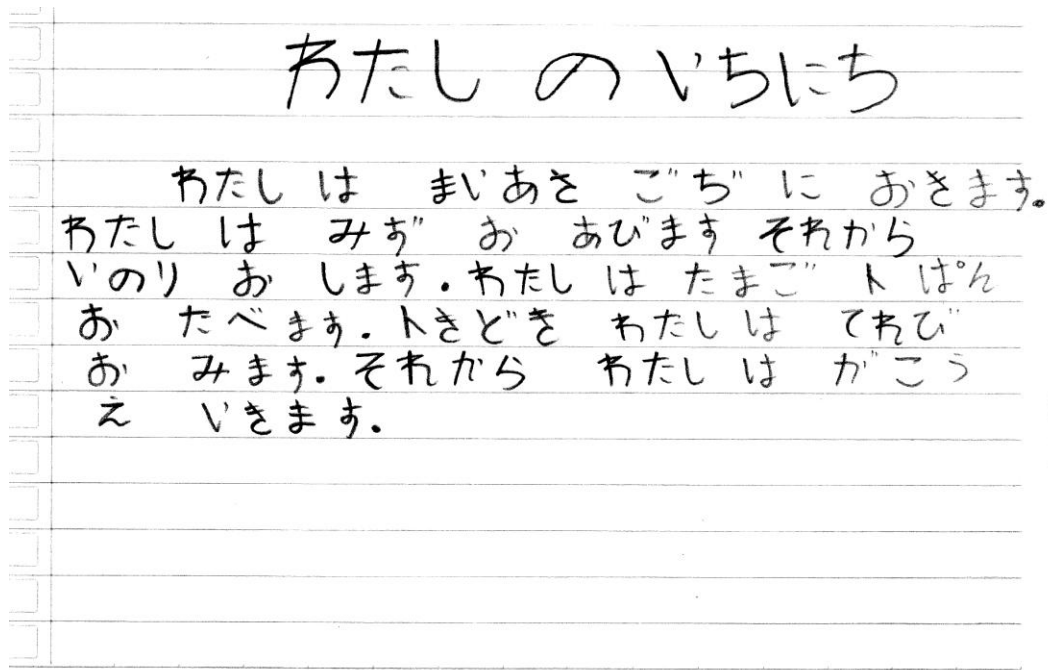 わたし の いちにち
わたし は まいあさ ごぢ に おきます。
わたし は みず お あびます それから
いのり お します.わたし は たまご ト ぱん
お たべます.トきどき わたし は てれび
お みます.それから わたし は がこう
え いきます.